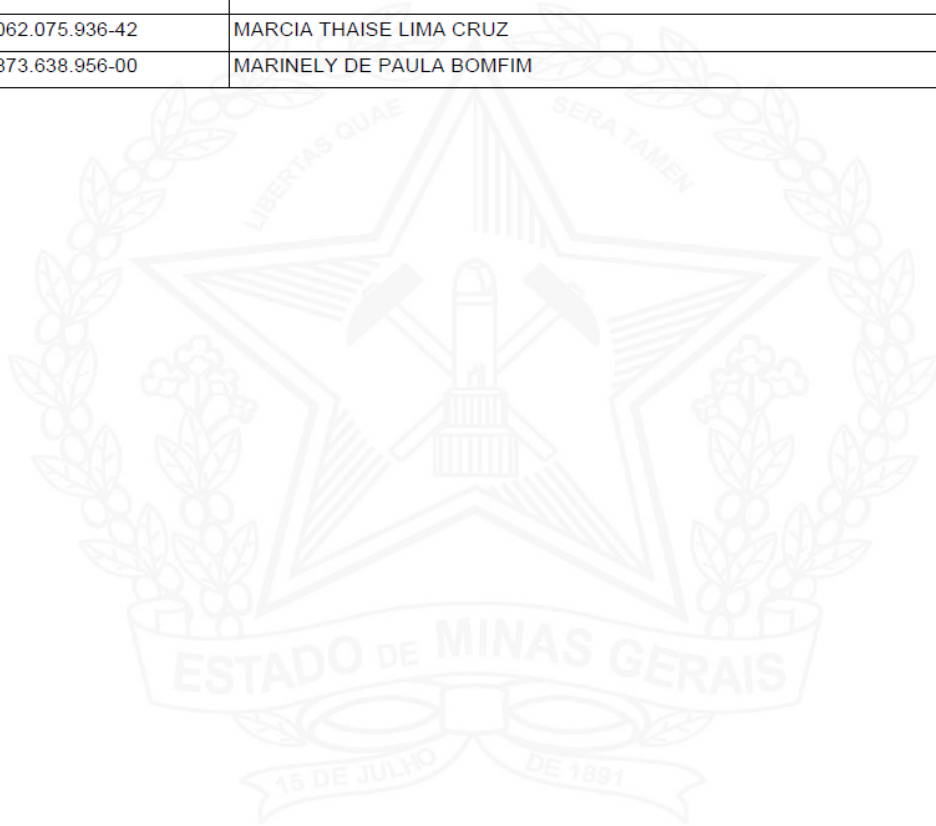 062.075.936-42 MARCIA THAISE LIMA CRUZ
873.638.956-00 MARINELY DE PAULA BOMFIM
LIBERTAS QUAE SERA TAMEN
ESTADO DE MINAS GERAIS
15 DE JULHO DE 1891